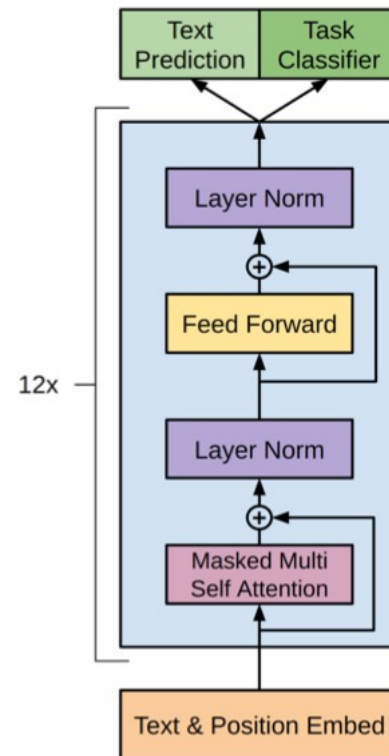 Text
Prediction
Task
Classifier
Layer Norm
+
Feed Forward
12x
Layer Norm
+
Masked Multi
Self Attention
Text & Position Embed